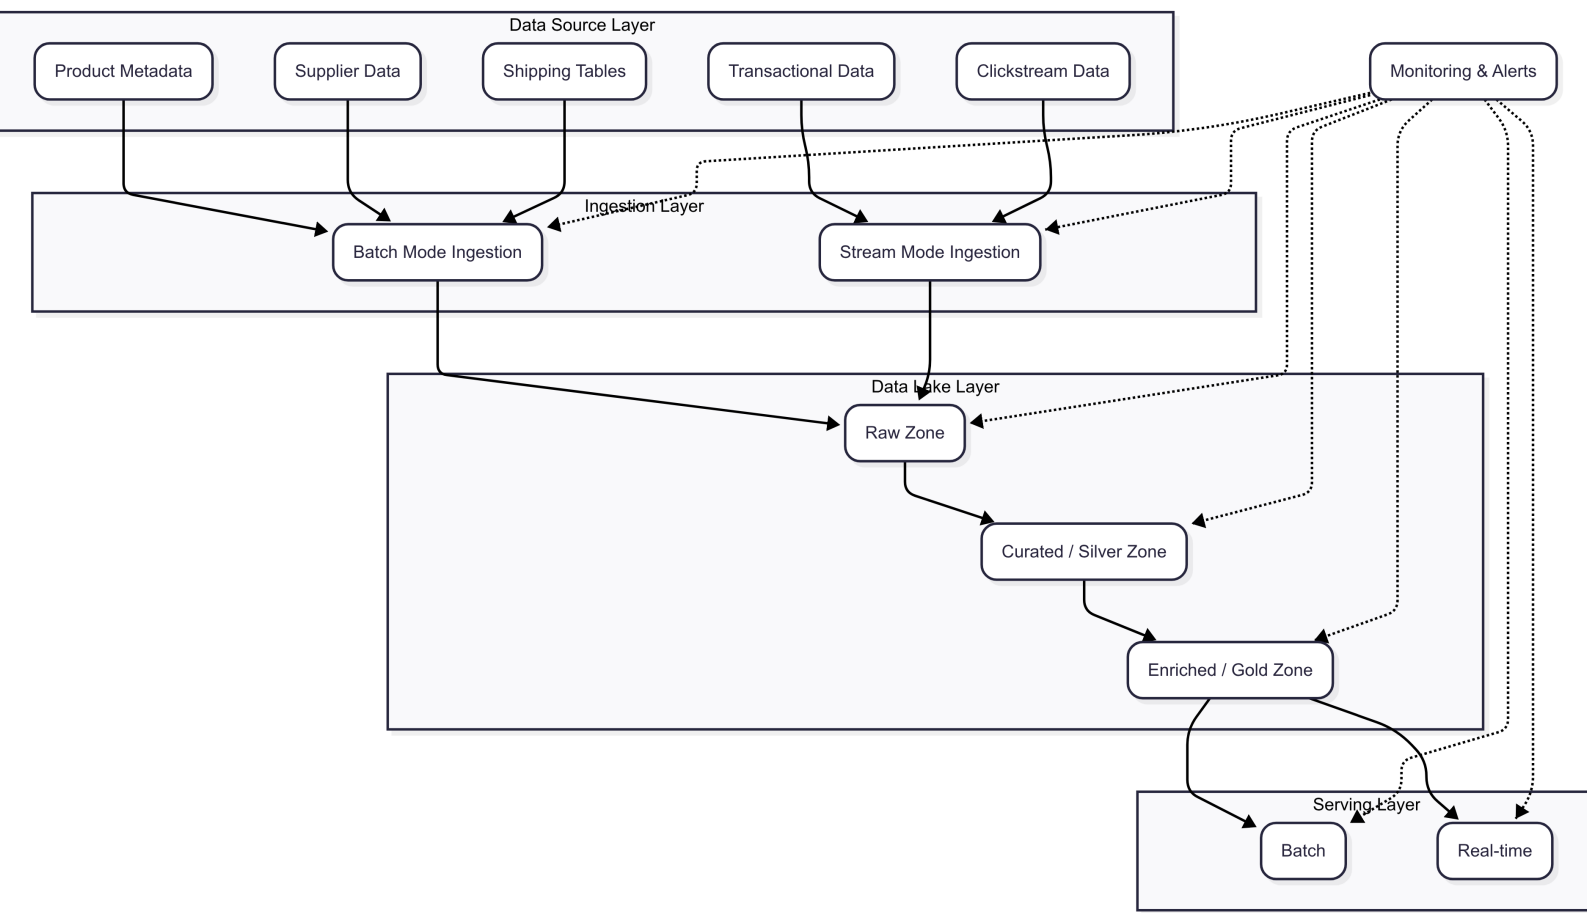 Data Source Layer
Product Metadata
Supplier Data
Shipping Tables
Transactional Data
Clickstream Data
Monitoring & Alerts
Ingestion Layer
Batch Mode Ingestion
Stream Mode Ingestion
Data Lake Layer
Raw Zone
Curated / Silver Zone
Enriched / Gold Zone
Serving Layer
Batch
Real-time